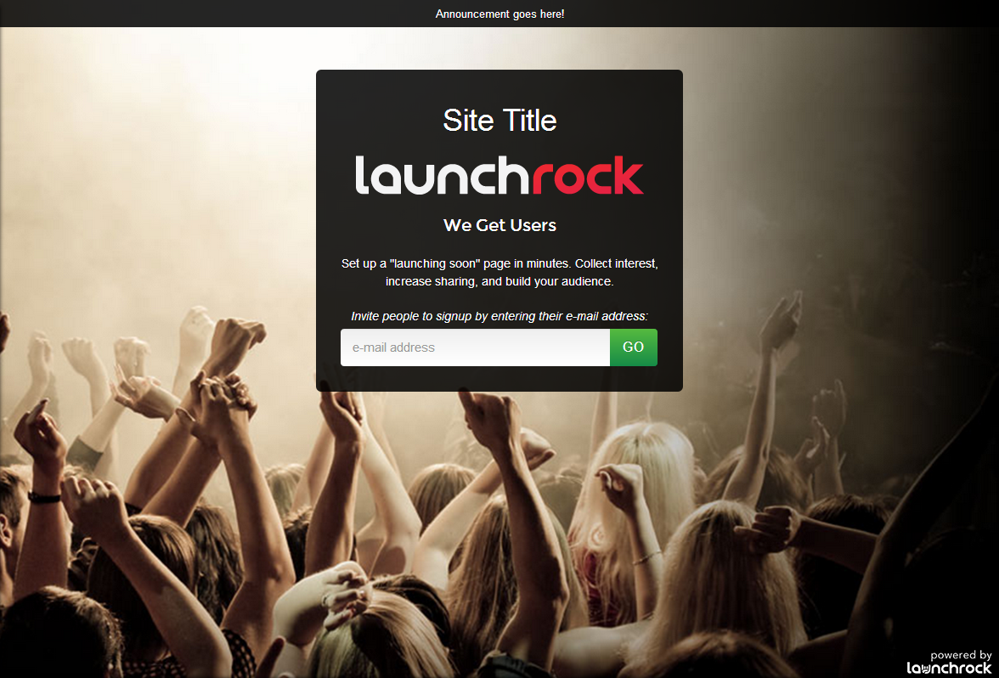 Announcement goes here!
Site Title
launchrock
We Get Users
Set up a "launching soon" page in minutes. Collect interest,
increase sharing, and build your audience.
Invite people to signup by entering their e-mail address:
e-mail address GO
powered by
launchrock